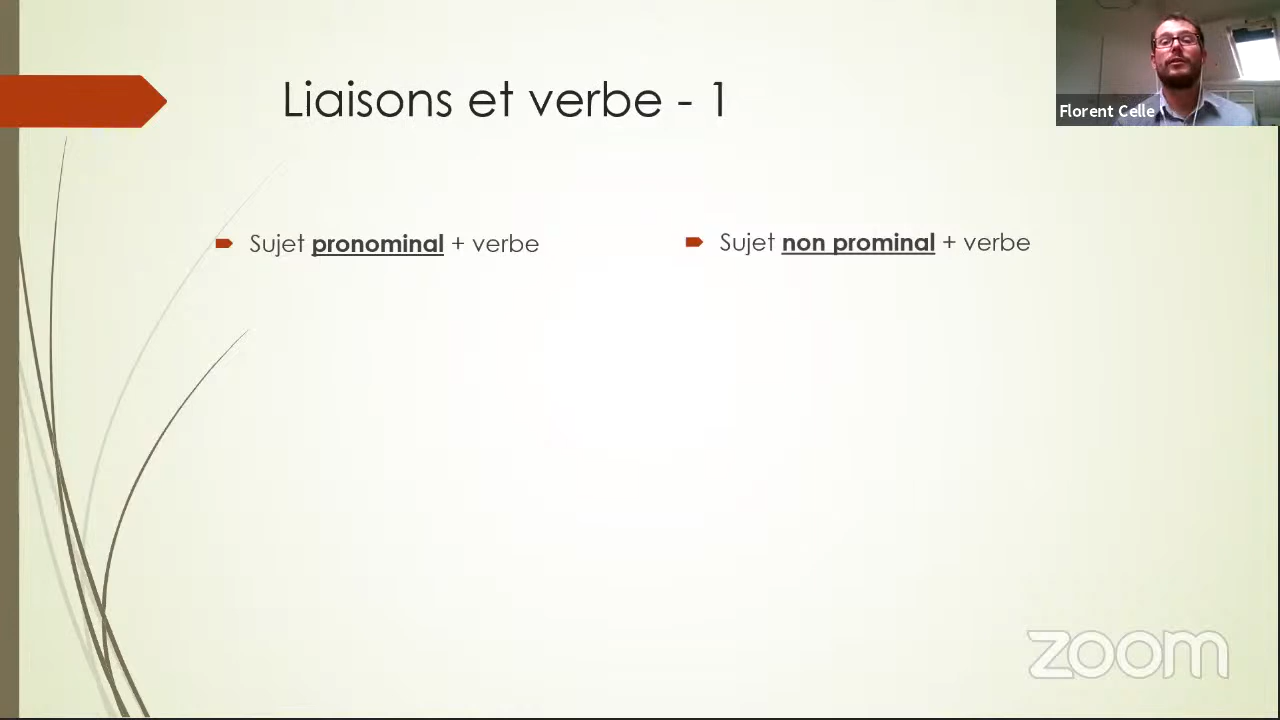 Liaisons et verbe - 1
Florent Celle
Sujet pronominal + verbe
Sujet non prominal + verbe
zoom